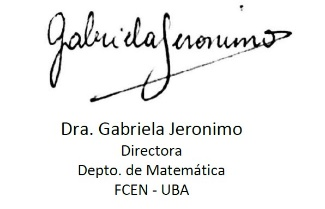 Gabriela Jeronimo
Dra. Gabriela Jeronimo
Directora
Depto. de Matemática
FCEN - UBA